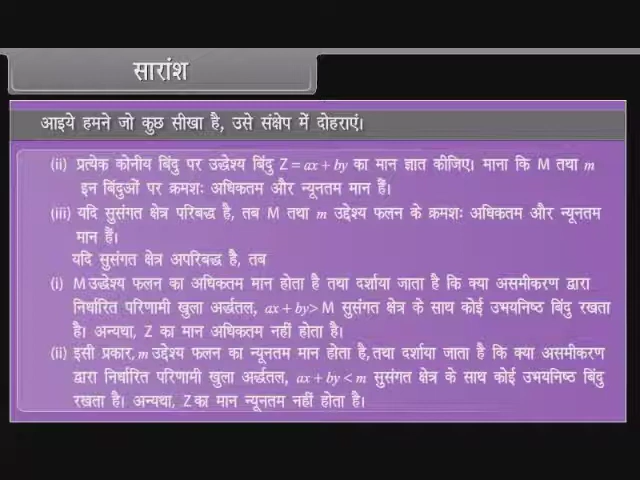 सारांश
आइये हमने जो कुछ सीखा है, उसे संक्षेप में दोहराएं।
(ii) प्रत्येक कोनीय बिंदु पर उद्धेश्य बिंदु Z = ax + by का मान ज्ञात कीजिए। माना कि M तथा m
इन बिंदुओं पर क्रमशः अधिकतम और न्यूनतम मान हैं।
(iii) यदि सुसंगत क्षेत्र परिबद्ध है, तब M तथा m उद्देश्य फलन के क्रमशः अधिकतम और न्यूनतम
मान हैं।
यदि सुसंगत क्षेत्र अपरिबद्ध है, तब
(i) M उद्देश्य फलन का अधिकतम मान होता है तथा दर्शाया जाता है कि क्या असमीकरण द्वारा
निर्धारित परिणामी खुला अर्द्धतल, ax + by > M सुसंगत क्षेत्र के साथ कोई उभयनिष्ठ बिंदु रखता
है। अन्यथा, Z का मान अधिकतम नहीं होता है।
(ii) इसी प्रकार, m उद्देश्य फलन का न्यूनतम मान होता है, तथा दर्शाया जाता है कि क्या असमीकरण
द्वारा निर्धारित परिणामी खुला अर्द्धतल, ax + by < m सुसंगत क्षेत्र के साथ कोई उभयनिष्ठ बिंदु
रखता है। अन्यथा, Z का मान न्यूनतम नहीं होता है।